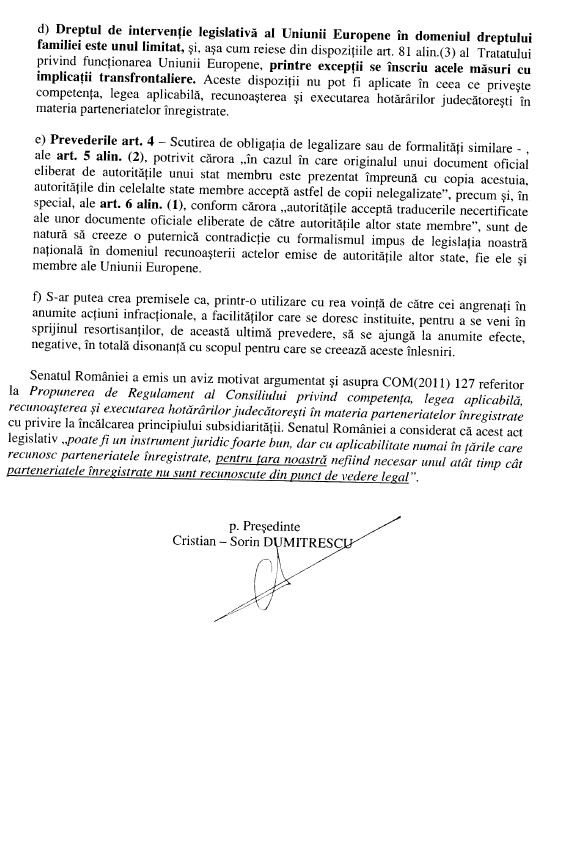 d) Dreptul de intervenție legislativă al Uniunii Europene în domeniul dreptului
familiei este unul limitat, și, așa cum reiese din dispozițiile art. 81 alin.(3) al Tratatului
privind funcționarea Uniunii Europene, printre excepții se înscriu acele măsuri cu
implicații transfrontaliere. Aceste dispoziții nu pot fi aplicate în ceea ce privește
competența, legea aplicabilă, recunoașterea și executarea hotărârilor judecătorești în
materia parteneriatelor înregistrate.
e) Prevederile art. 4 – Scutirea de obligația de legalizare sau de formalități similare - ,
ale art. 5 alin. (2), potrivit cărora „în cazul în care originalul unui document oficial
eliberat de autoritățile unui stat membru este prezentat împreună cu copia acestuia,
autoritățile din celelalte state membre acceptă astfel de copii nelegalizate”, precum și, în
special, ale art. 6 alin. (1), conform cărora „autoritățile acceptă traducerile necertificate
ale unor documente oficiale eliberate de către autoritățile altor state membre”, sunt de
natură să creeze o puternică contradicție cu formalismul impus de legislația noastră
națională în domeniul recunoașterii actelor emise de autoritățile altor state, fie ele și
membre ale Uniunii Europene.
f) S-ar putea crea premisele ca, printr-o utilizare cu rea voință de către cei angrenați în
anumite acțiuni infracționale, a facilităților care se doresc instituite, pentru a se veni în
sprijinul resortisanților, de această ultimă prevedere, să se ajungă la anumite efecte,
negative, în totală disonanță cu scopul pentru care se creează aceste înlesniri.
Senatul României a emis un aviz motivat argumentat și asupra COM(2011) 127 referitor
la Propunerea de Regulament al Consiliului privind competența, legea aplicabilă,
recunoașterea și executarea hotărârilor judecătorești în materia parteneriatelor înregistrate
cu privire la încălcarea principiului subsidiarității. Senatul României a considerat că acest act
legislativ „poate fi un instrument juridic foarte bun, dar cu aplicabilitate numai în țările care
recunosc parteneriatele înregistrate, pentru țara noastră nefiind necesar unul atât timp cât
parteneriatele înregistrate nu sunt recunoscute din punct de vedere legal”.
p. Președinte
Cristian – Sorin DUMITRESCU